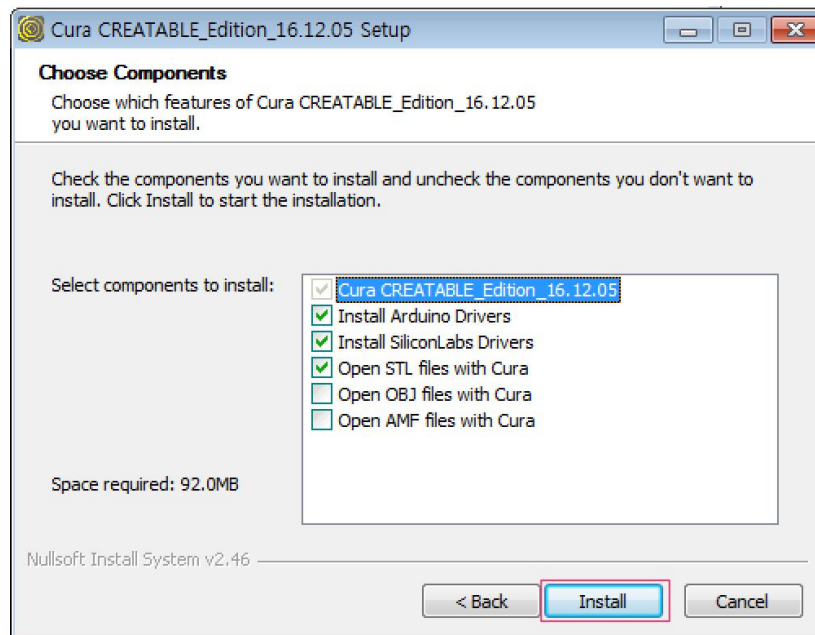 Cura CREATABLE_Edition_16.12.05 Setup
Choose Components
Choose which features of Cura CREATABLE_Edition_16.12.05
you want to install.
Check the components you want to install and uncheck the components you don't want to
install. Click Install to start the installation.
Select components to install:
Cura CREATABLE_Edition_16.12.05
Install Arduino Drivers
Install SiliconLabs Drivers
Open STL files with Cura
Open OBJ files with Cura
Open AMF files with Cura
Space required: 92.0MB
Nullsoft Install System v2.46
< Back
Install
Cancel